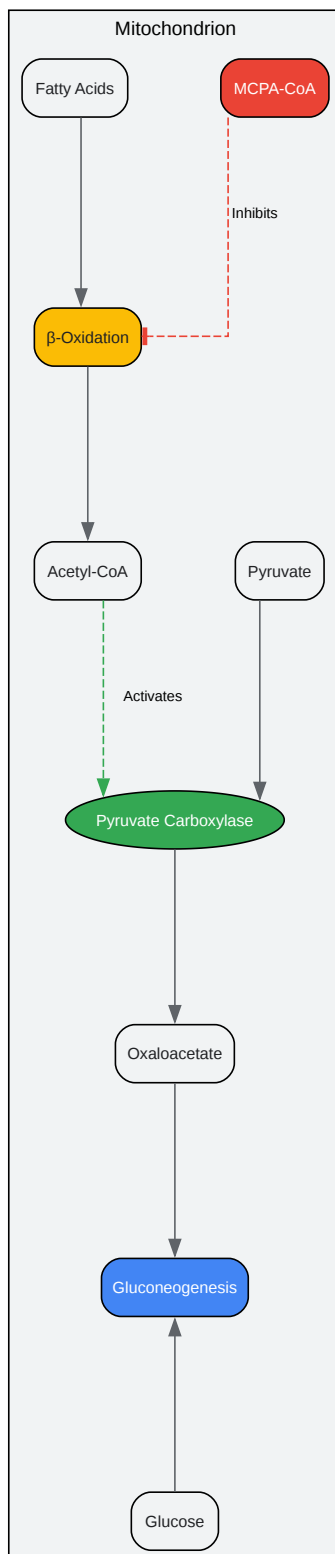 Mitochondrion
Fatty Acids
MCPA-CoA
Inhibits
β-Oxidation
Acetyl-CoA
Pyruvate
Activates
Pyruvate Carboxylase
Oxaloacetate
Gluconeogenesis
Glucose